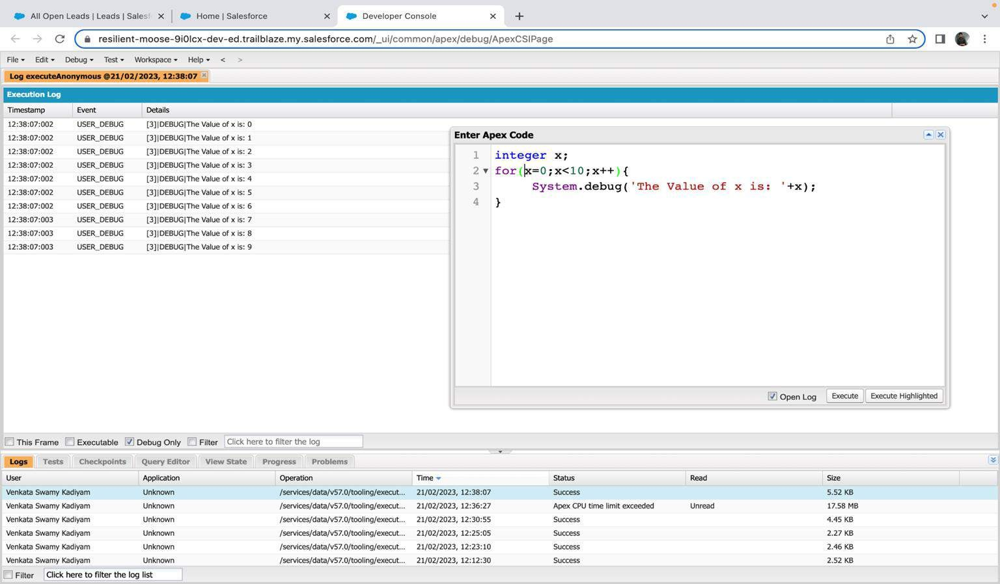 All Open Leads | Leads | Sales
Home | Salesforce
Developer Console
resilient-moose-9i0lcx-dev-ed.trailblaze.my.salesforce.com/_ui/common/apex/debug/ApexCSIPage
File Edit Debug Test Workspace Help < >
Log executeAnonymous @21/02/2023, 12:38:07
Execution Log
Timestamp Event Details
12:38:07:002 USER_DEBUG [3]|DEBUG|The Value of x is: 0
12:38:07:002 USER_DEBUG [3]|DEBUG|The Value of x is: 1
12:38:07:002 USER_DEBUG [3]|DEBUG|The Value of x is: 2
12:38:07:002 USER_DEBUG [3]|DEBUG|The Value of x is: 3
12:38:07:002 USER_DEBUG [3]|DEBUG|The Value of x is: 4
12:38:07:002 USER_DEBUG [3]|DEBUG|The Value of x is: 5
12:38:07:002 USER_DEBUG [3]|DEBUG|The Value of x is: 6
12:38:07:003 USER_DEBUG [3]|DEBUG|The Value of x is: 7
12:38:07:003 USER_DEBUG [3]|DEBUG|The Value of x is: 8
12:38:07:003 USER_DEBUG [3]|DEBUG|The Value of x is: 9
Enter Apex Code
1 integer x;
2 for(x=0;x<10;x++){
3 System.debug('The Value of x is: '+x);
4 }
Open Log Execute Execute Highlighted
This Frame Executable Debug Only Filter Click here to filter the log
Logs Tests Checkpoints Query Editor View State Progress Problems
User Application Operation Time Status Read Size
Venkata Swamy Kadiyam Unknown /services/data/v57.0/tooling/execut... 21/02/2023, 12:38:07 Success 5.52 KB
Venkata Swamy Kadiyam Unknown /services/data/v57.0/tooling/execut... 21/02/2023, 12:36:27 Apex CPU time limit exceeded Unread 17.58 MB
Venkata Swamy Kadiyam Unknown /services/data/v57.0/tooling/execut... 21/02/2023, 12:30:55 Success 4.45 KB
Venkata Swamy Kadiyam Unknown /services/data/v57.0/tooling/execut... 21/02/2023, 12:25:05 Success 2.27 KB
Venkata Swamy Kadiyam Unknown /services/data/v57.0/tooling/execut... 21/02/2023, 12:23:10 Success 2.46 KB
Venkata Swamy Kadiyam Unknown /services/data/v57.0/tooling/execut... 21/02/2023, 12:12:30 Success 2.52 KB
Filter Click here to filter the log list